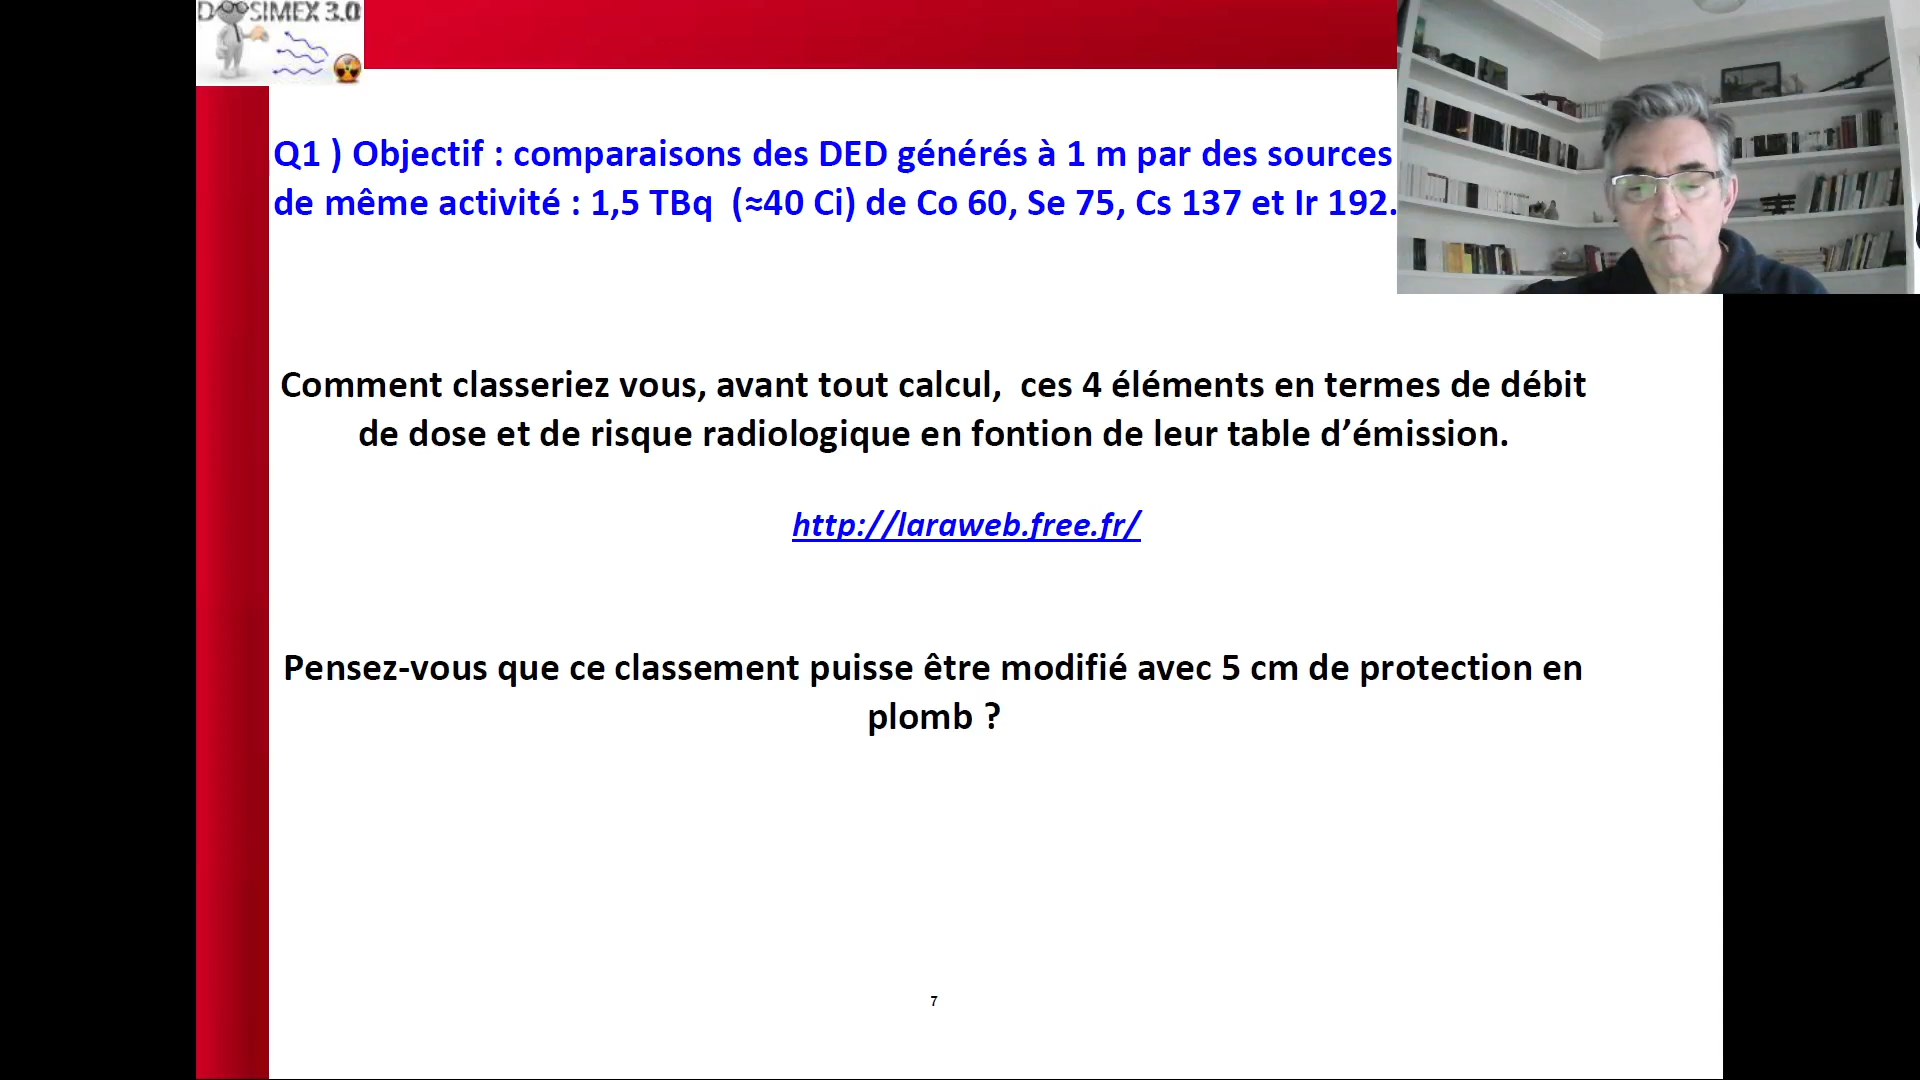 DOSIMEX 3.0
Q1 ) Objectif : comparaisons des DED générés à 1 m par des sources
de même activité : 1,5 TBq (≈40 Ci) de Co 60, Se 75, Cs 137 et Ir 192.
Comment classeriez vous, avant tout calcul, ces 4 éléments en termes de débit
de dose et de risque radiologique en fontion de leur table d’émission.
http://laraweb.free.fr/
Pensez-vous que ce classement puisse être modifié avec 5 cm de protection en
plomb ?
7